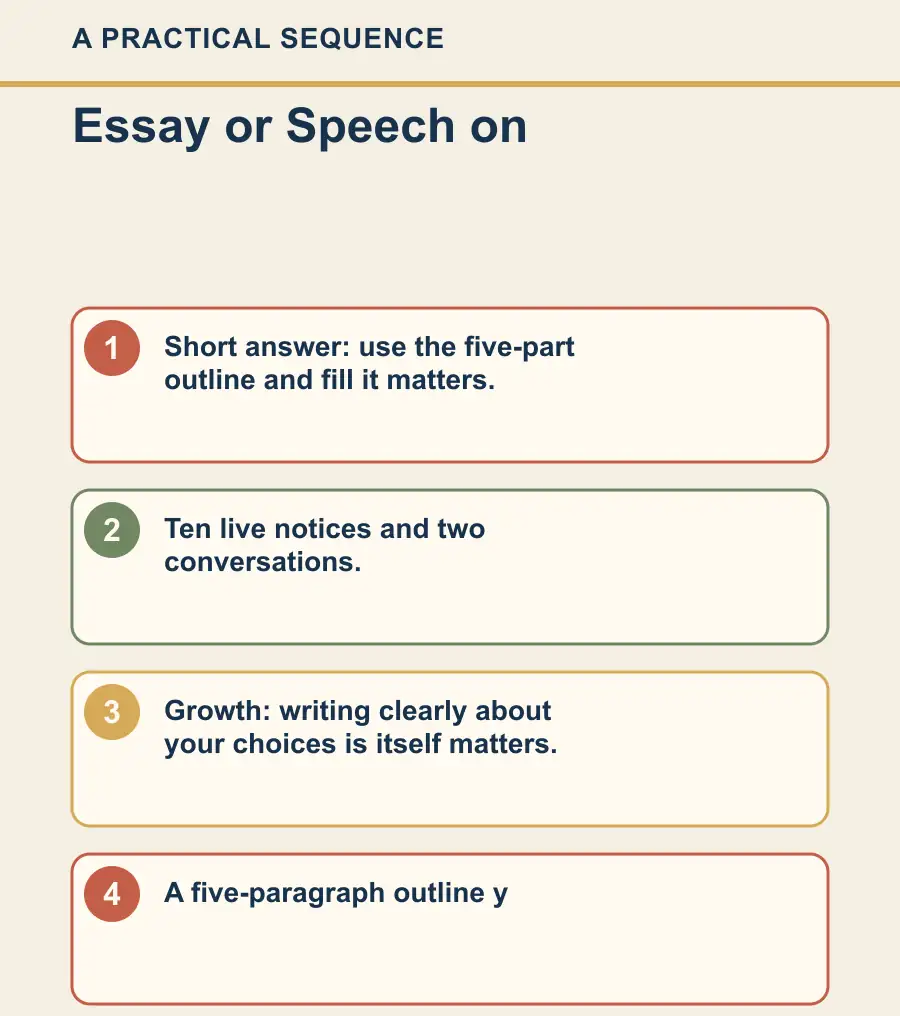 A PRACTICAL SEQUENCE
Essay or Speech on
1
Short answer: use the five-part
outline and fill it matters.
2
Ten live notices and two
conversations.
3
Growth: writing clearly about
your choices is itself matters.
4
A five-paragraph outline y